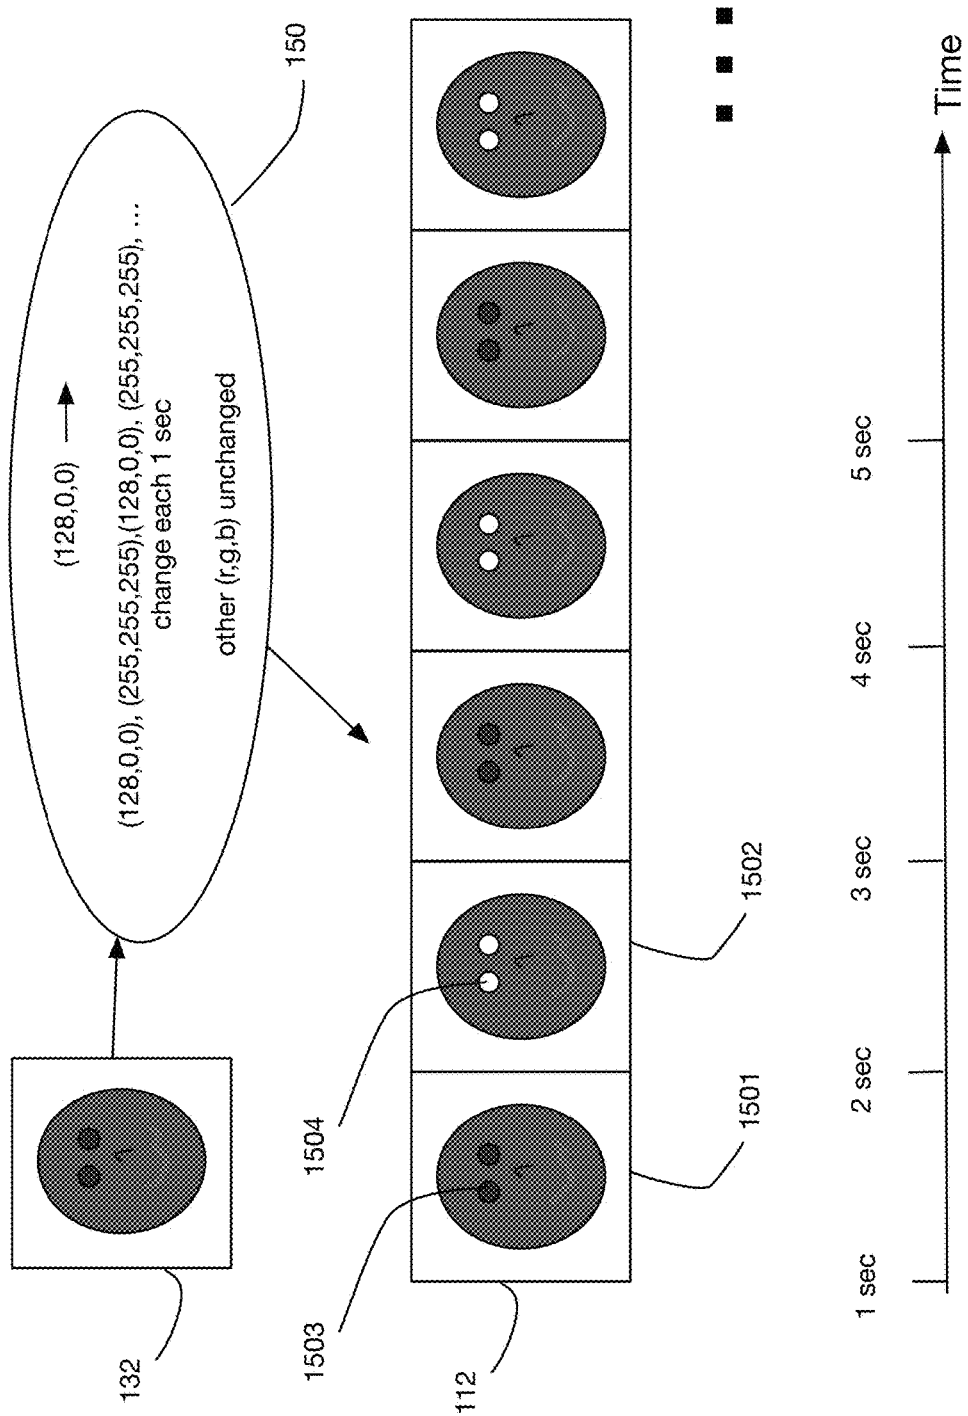 132
(128,0,0)
(128,0,0), (255,255,255),(128,0,0), (255,255,255), ...
change each 1 sec
other (r,g,b) unchanged
150
1503
1504
112
1501
1502
1 sec
2 sec
3 sec
4 sec
5 sec
Time